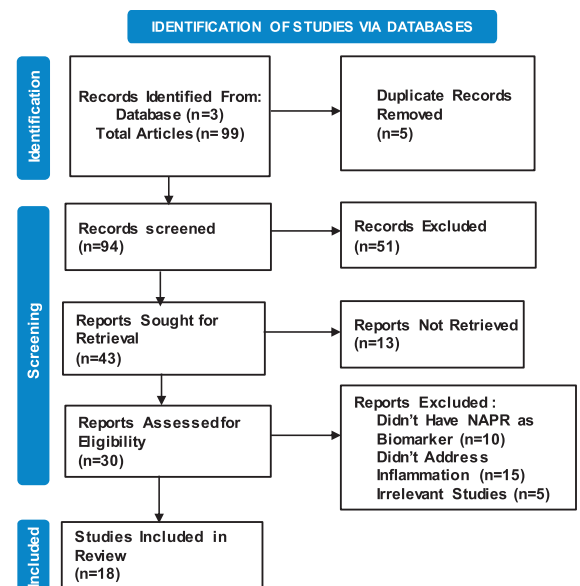 IDENTIFICATION OF STUDIES VIA DATABASES
Identification
Records Identified From:
Database (n=3)
Total Articles (n= 99)
Duplicate Records
Removed
(n=5)
Screening
Records screened
(n=94)
Records Excluded
(n=51)
Reports Sought for
Retrieval
(n=43)
Reports Not Retrieved
(n=13)
Reports Assessed for
Eligibility
(n=30)
Reports Excluded :
Didn't Have NAPR as
Biomarker (n=10)
Didn't Address
Inflammation (n=15)
Irrelevant Studies (n=5)
Included
Studies Included in
Review
(n=18)